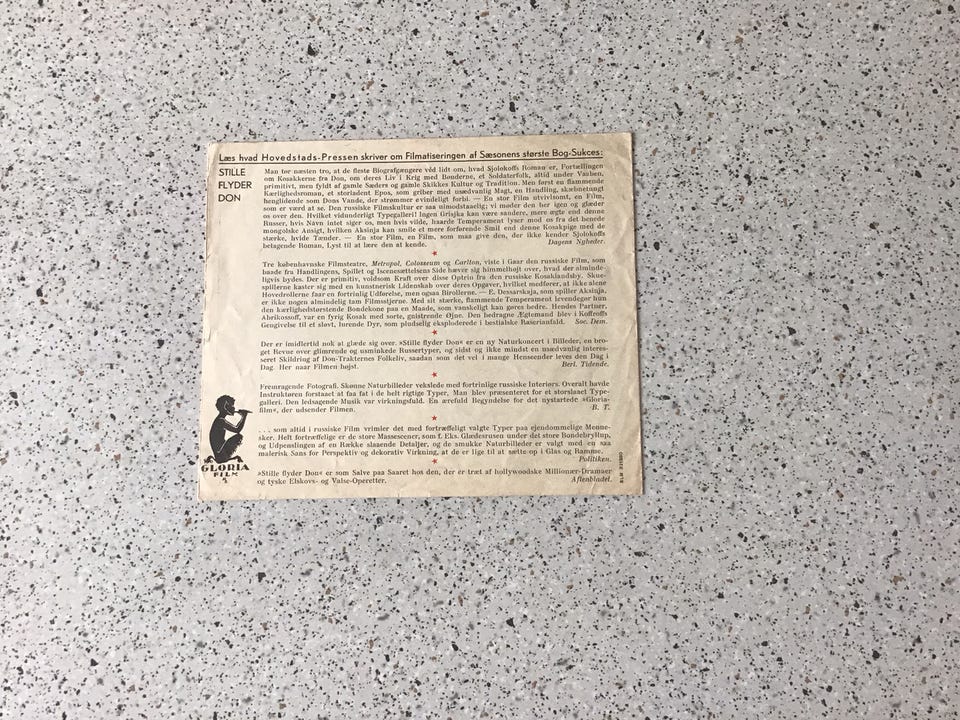 Læs hvad Hovedstads-Pressen skriver om Filmatiseringen af Sæsonens største Bog-Sukces:
STILLE
FLYDER
DON
Man tør næsten tro, at de fleste Biografgængere véd lidt om, hvad Sjolokoffs Roman er, Fortællingen
om Kosakkerne fra Don, om deres Liv i Krig med Bønderne, et Soldaterfolk, altid under Vaaben,
primitivt, men fyldt af gamle Sæders og gamle Skikkes Kultur og Tradition. Men først en flammende
Kærlighedsroman, et storladent Epos, som griber med usædvanlig Magt, en Handling, skæbnetungt
henglidende som Dons Vande, der strømmer evindeligt forbi. — En stor Film utvivlsomt, en Film,
som er værd at se. Den russiske Filmskultur er saa uimodstaaelig; vi møder den her igen og glæder
os over den. Hvilket vidunderligt Typegalleri! Ingen Grisjka kan være sandere, mere ægte end denne
Russer, hvis Navn intet siger os, men hvis vilde, haarde Temperament lyser mod os fra det brede
mongolske Ansigt, hvilken Aksinja kan smile et mere forførende Smil end denne Kosakpige med de
stærke, hvide Tænder. — En stor Film, en Film, som maa give den, der ikke kender Sjolokoffs
betagende Roman, Lyst til at lære den at kende. Dagens Nyheder.
Tre københavnske Filmsteatre, Metropol, Colosseum og Carlton, viste i Gaar den russiske Film, som
baade fra Handlingens, Spillet og Iscenesættelsens Side hæver sig himmelhøjt over, hvad der alminde-
ligvis bydes. Der er primitiv, voldsom Kraft over disse Optrin fra den russiske Kosaklandsby. Skue-
spillerne kaster sig med en kunstnerisk Lidenskab over deres Opgaver, hvilket medfører, at ikke alene
Hovedrollerne faar en fortrinlig Udførelse, men ogsaa Birollerne. — E. Dessarskaja, som spiller Aksinja,
er ikke nogen almindelig tam Filmsstjerne. Med sit stærke, flammende Temperament levendegør hun
den kærlighedstørstende Bondekone paa en Maade, som vanskeligt kan gøres bedre. Hendes Partner,
Abrikossoff, var en fyrig Kosak med sorte, gnistrende Øjne. Den bedragne Ægtemand blev i Koffroffs
Gengivelse til et sløvt, lurende Dyr, som pludselig eksploderede i bestialske Raserianfald. Soc. Dem.
Der er imidlertid nok at glæde sig over. »Stille flyder Don« er en ny Naturkoncert i Billeder, en bro-
get Revue over glimrende og usminkede Russertyper, og sidst og ikke mindst en mædvanlig interes-
seret Skildring af Don-Trakternes Folkeliv, saadan som det vel i mange Henseender leves den Dag i
Dag. Her naar Filmen højst. Berl. Tidende.
Fremragende Fotografi. Skønne Naturbilleder vekslede med fortrinlige russiske Interiørs. Overalt havde
Instruktøren forstaaet at faa fat i de helt rigtige Typer. Man blev præsenteret for et storslaaet Type-
galleri. Den ledsagende Musik var virkningsfuld. En ærefuld Begyndelse for det nystartede »Gloria-
film«, der udsender Filmen. B. T.
. . . som altid i russiske Film vrimler det med fortræffeligt valgte Typer paa ejendommelige Menne-
sker. Helt fortræffelige er de store Massescener, som f. Eks. Glædesrusen under det store Bondebryllup,
og Udpenslingen af en Række slaaende Detaljer, og de smukke Naturbilleder er valgt med en saa
malerisk Sans for Perspektiv og dekorativ Virkning, at de er lige til at sætte op i Glas og Ramme.
Politiken.
»Stille flyder Don« er som Salve paa Saaret hos den, der er træt af hollywoodske Millionær-Dramaer
og tyske Elskovs- og Valse-Operetter. Aftenbladet.
GLORIA
FILM